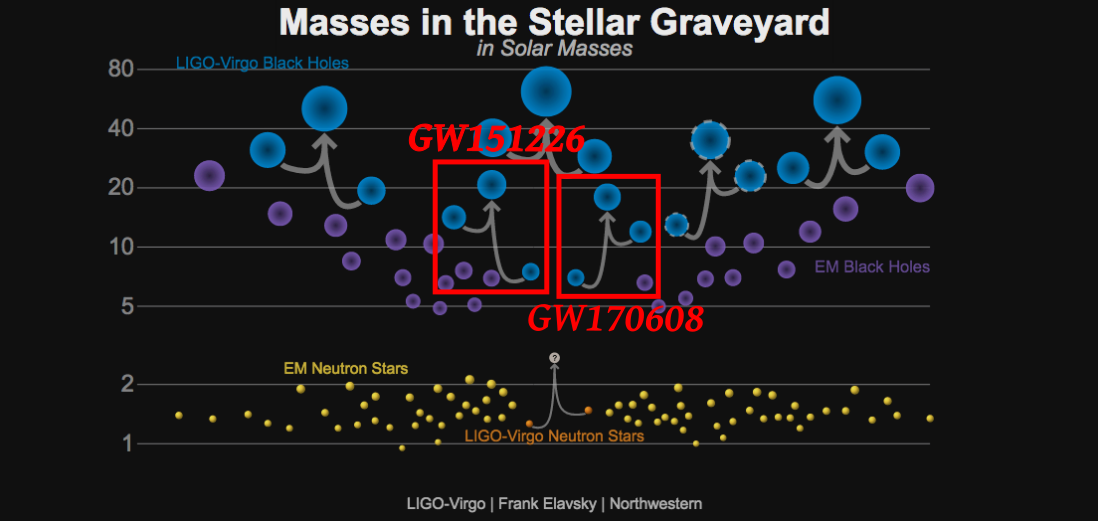 Masses in the Stellar Graveyard
in Solar Masses
LIGO-Virgo Black Holes
80
40
GW151226
20
10
EM Black Holes
5
GW170608
?
EM Neutron Stars
2
LIGO-Virgo Neutron Stars
1
LIGO-Virgo | Frank Elavsky | Northwestern